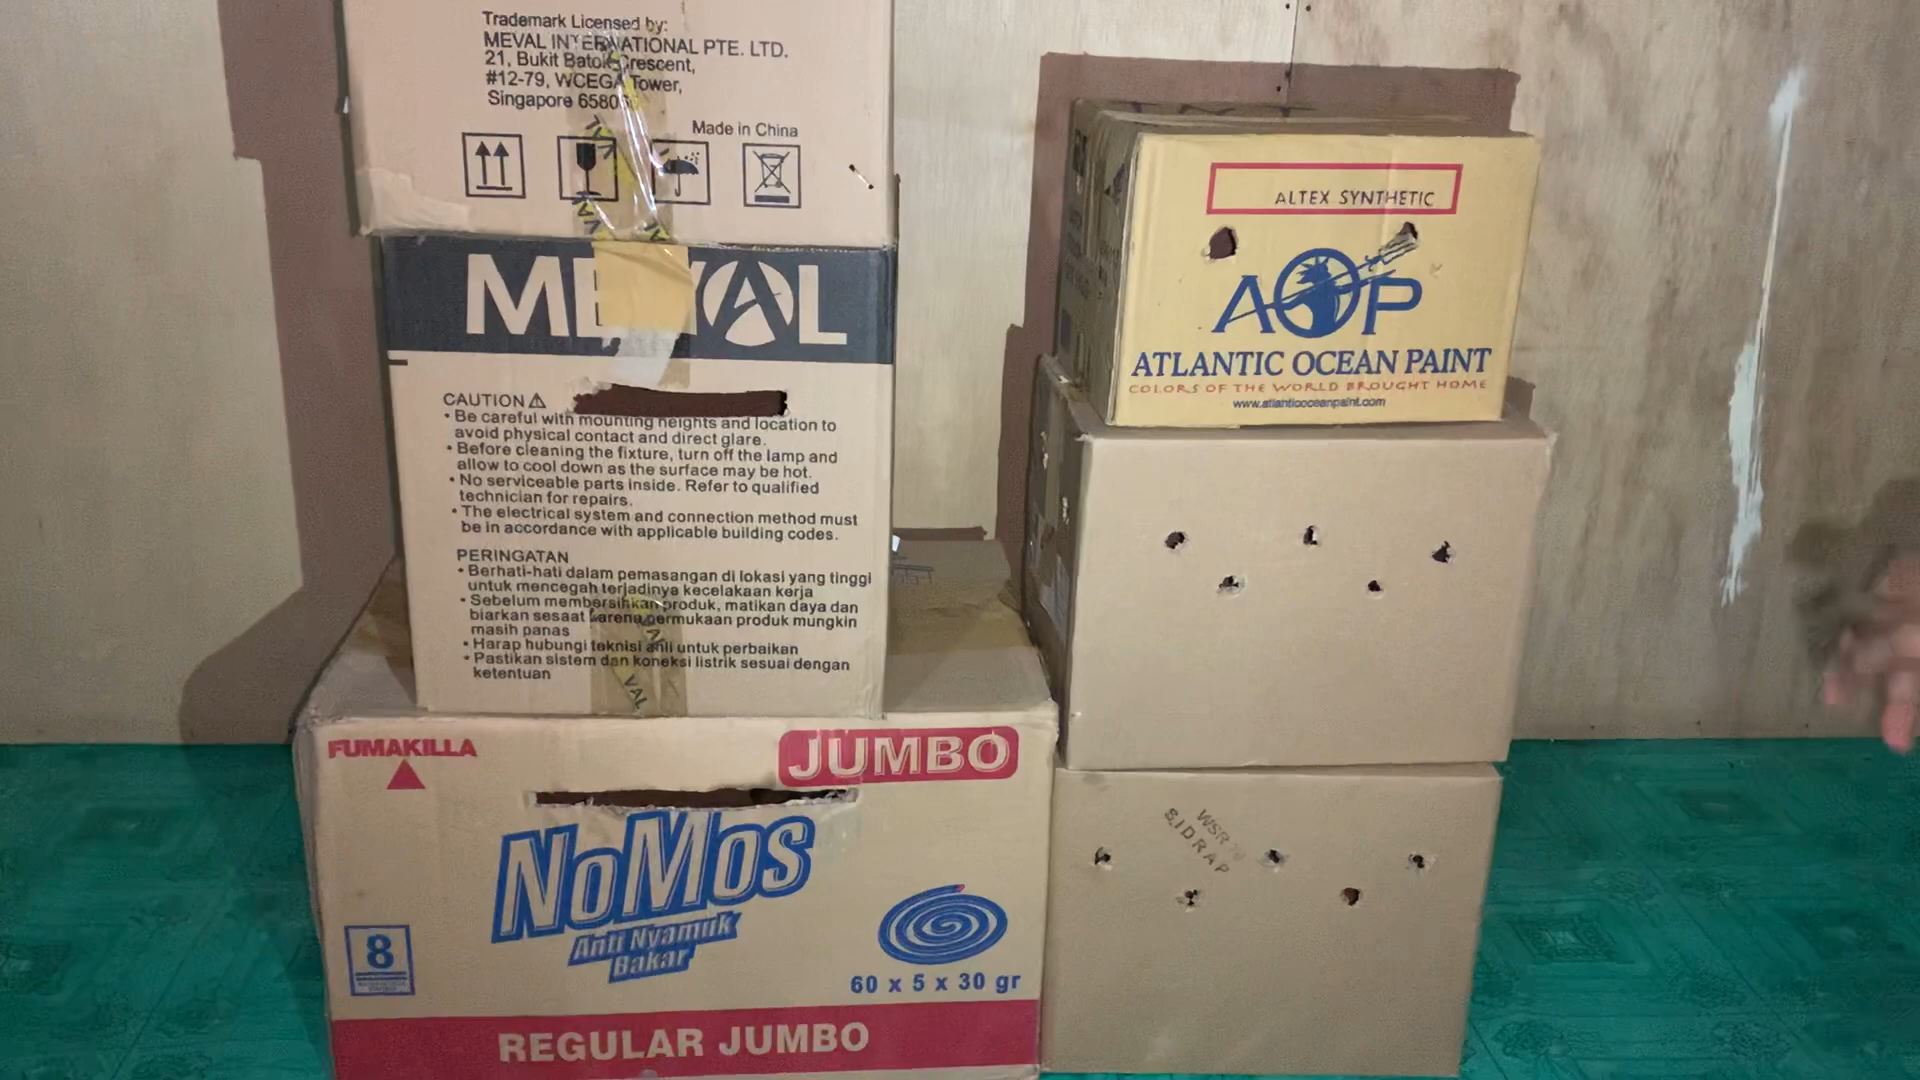 Trademark Licensed by:
MEVAL INTERNATIONAL PTE. LTD.
21, Bukit Batok Crescent,
#12-79, WCEGA Tower,
Singapore 65806
Made in China
MEVAL
CAUTION
• Be careful with mounting heights and location to
avoid physical contact and direct glare.
• Before cleaning the fixture, turn off the lamp and
allow to cool down as the surface may be hot.
• No serviceable parts inside. Refer to qualified
technician for repairs.
• The electrical system and connection method must
be in accordance with applicable building codes.
PERINGATAN
• Berhati-hati dalam pemasangan di lokasi yang tinggi
untuk mencegah terjadinya kecelakaan kerja
• Sebelum membersihkan produk, matikan daya dan
biarkan sesaat karena permukaan produk mungkin
masih panas
• Harap hubungi teknisi ahli untuk perbaikan
• Pastikan sistem dan koneksi listrik sesuai dengan
ketentuan
VAL
FUMAKILLA
JUMBO
NoMos
Anti Nyamuk
Bakar
8
60 x 5 x 30 gr
REGULAR JUMBO
ALTEX SYNTHETIC
AOP
ATLANTIC OCEAN PAINT
COLORS OF THE WORLD BROUGHT HOME
www.atlanticoceanpaint.com
WSR
SIDRAP